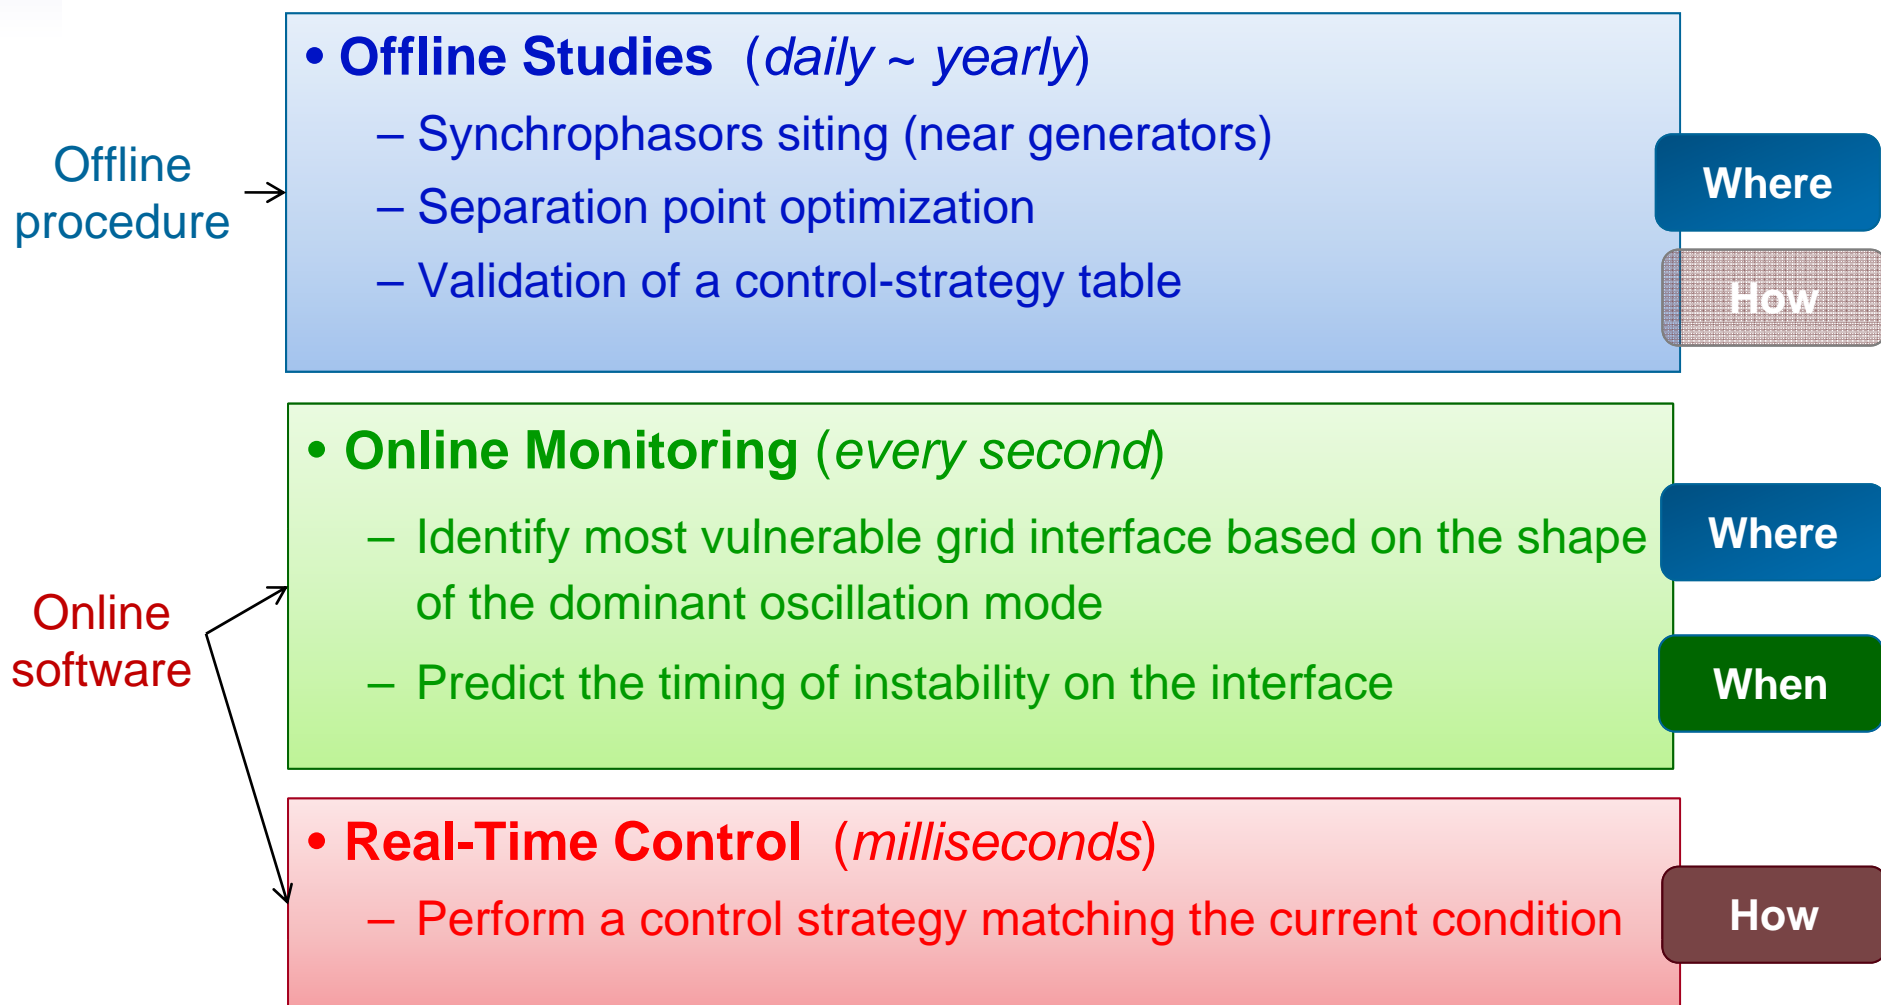 • Offline Studies (daily ~ yearly)
– Synchrophasors siting (near generators)
– Separation point optimization
– Validation of a control-strategy table
Offline
procedure
Where
How
• Online Monitoring (every second)
– Identify most vulnerable grid interface based on the shape
of the dominant oscillation mode
– Predict the timing of instability on the interface
Where
When
Online
software
• Real-Time Control (milliseconds)
– Perform a control strategy matching the current condition
How